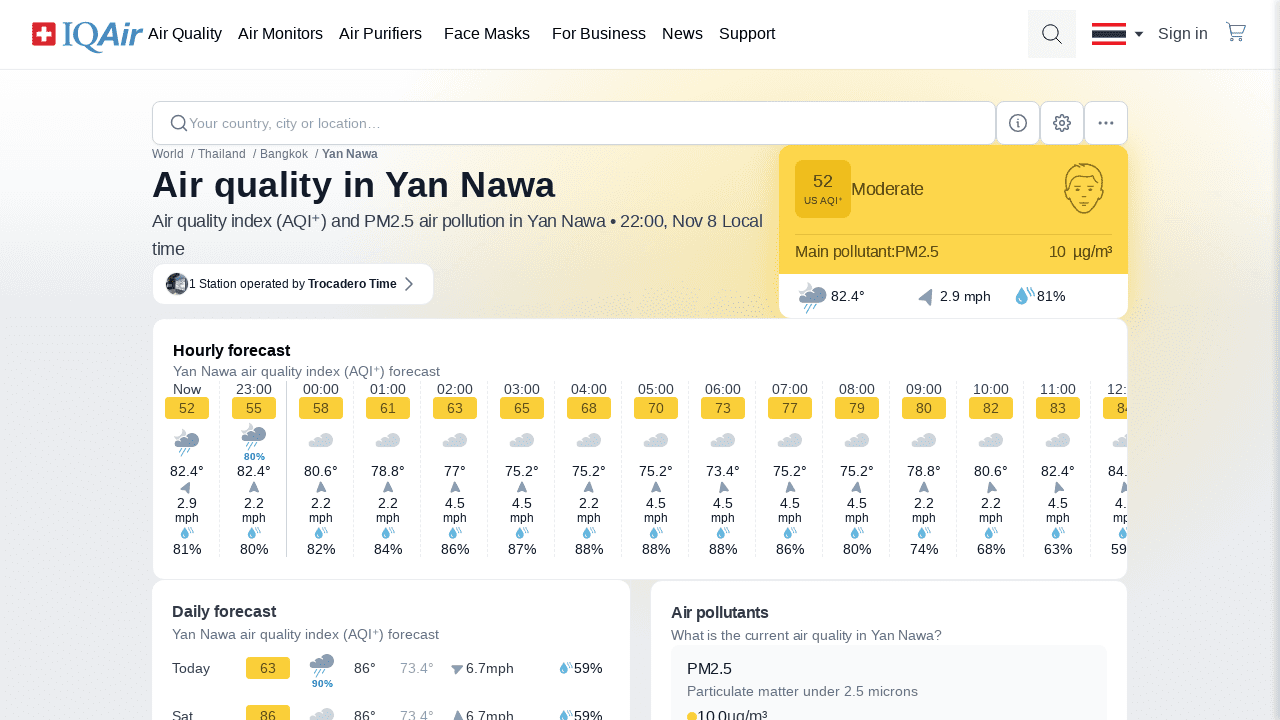 IQAir
Air Quality Air Monitors Air Purifiers Face Masks For Business News Support Sign in
Your country, city or location…
World / Thailand / Bangkok / Yan Nawa
Air quality in Yan Nawa
Air quality index (AQI⁺) and PM2.5 air pollution in Yan Nawa • 22:00, Nov 8 Local
time
1 Station operated by Trocadero Time
52
US AQI⁺
Moderate
Main pollutant:PM2.5 10 µg/m³
82.4° 2.9 mph 81%
Hourly forecast
Yan Nawa air quality index (AQI⁺) forecast
Now 23:00 00:00 01:00 02:00 03:00 04:00 05:00 06:00 07:00 08:00 09:00 10:00 11:00
52 55 58 61 63 65 68 70 73 77 79 80 82 83
80%
82.4° 82.4° 80.6° 78.8° 77° 75.2° 75.2° 75.2° 73.4° 75.2° 75.2° 78.8° 80.6° 82.4°
2.9 2.2 2.2 2.2 4.5 4.5 2.2 4.5 4.5 4.5 4.5 2.2 2.2 4.5
mph mph mph mph mph mph mph mph mph mph mph mph mph mph
81% 80% 82% 84% 86% 87% 88% 88% 88% 86% 80% 74% 68% 63%
Daily forecast
Yan Nawa air quality index (AQI⁺) forecast
Today 63 86° 73.4° 6.7mph 59%
90%
Sat 86 86° 73.4° 6.7mph 59%
Air pollutants
What is the current air quality in Yan Nawa?
PM2.5
Particulate matter under 2.5 microns
10.0µg/m³